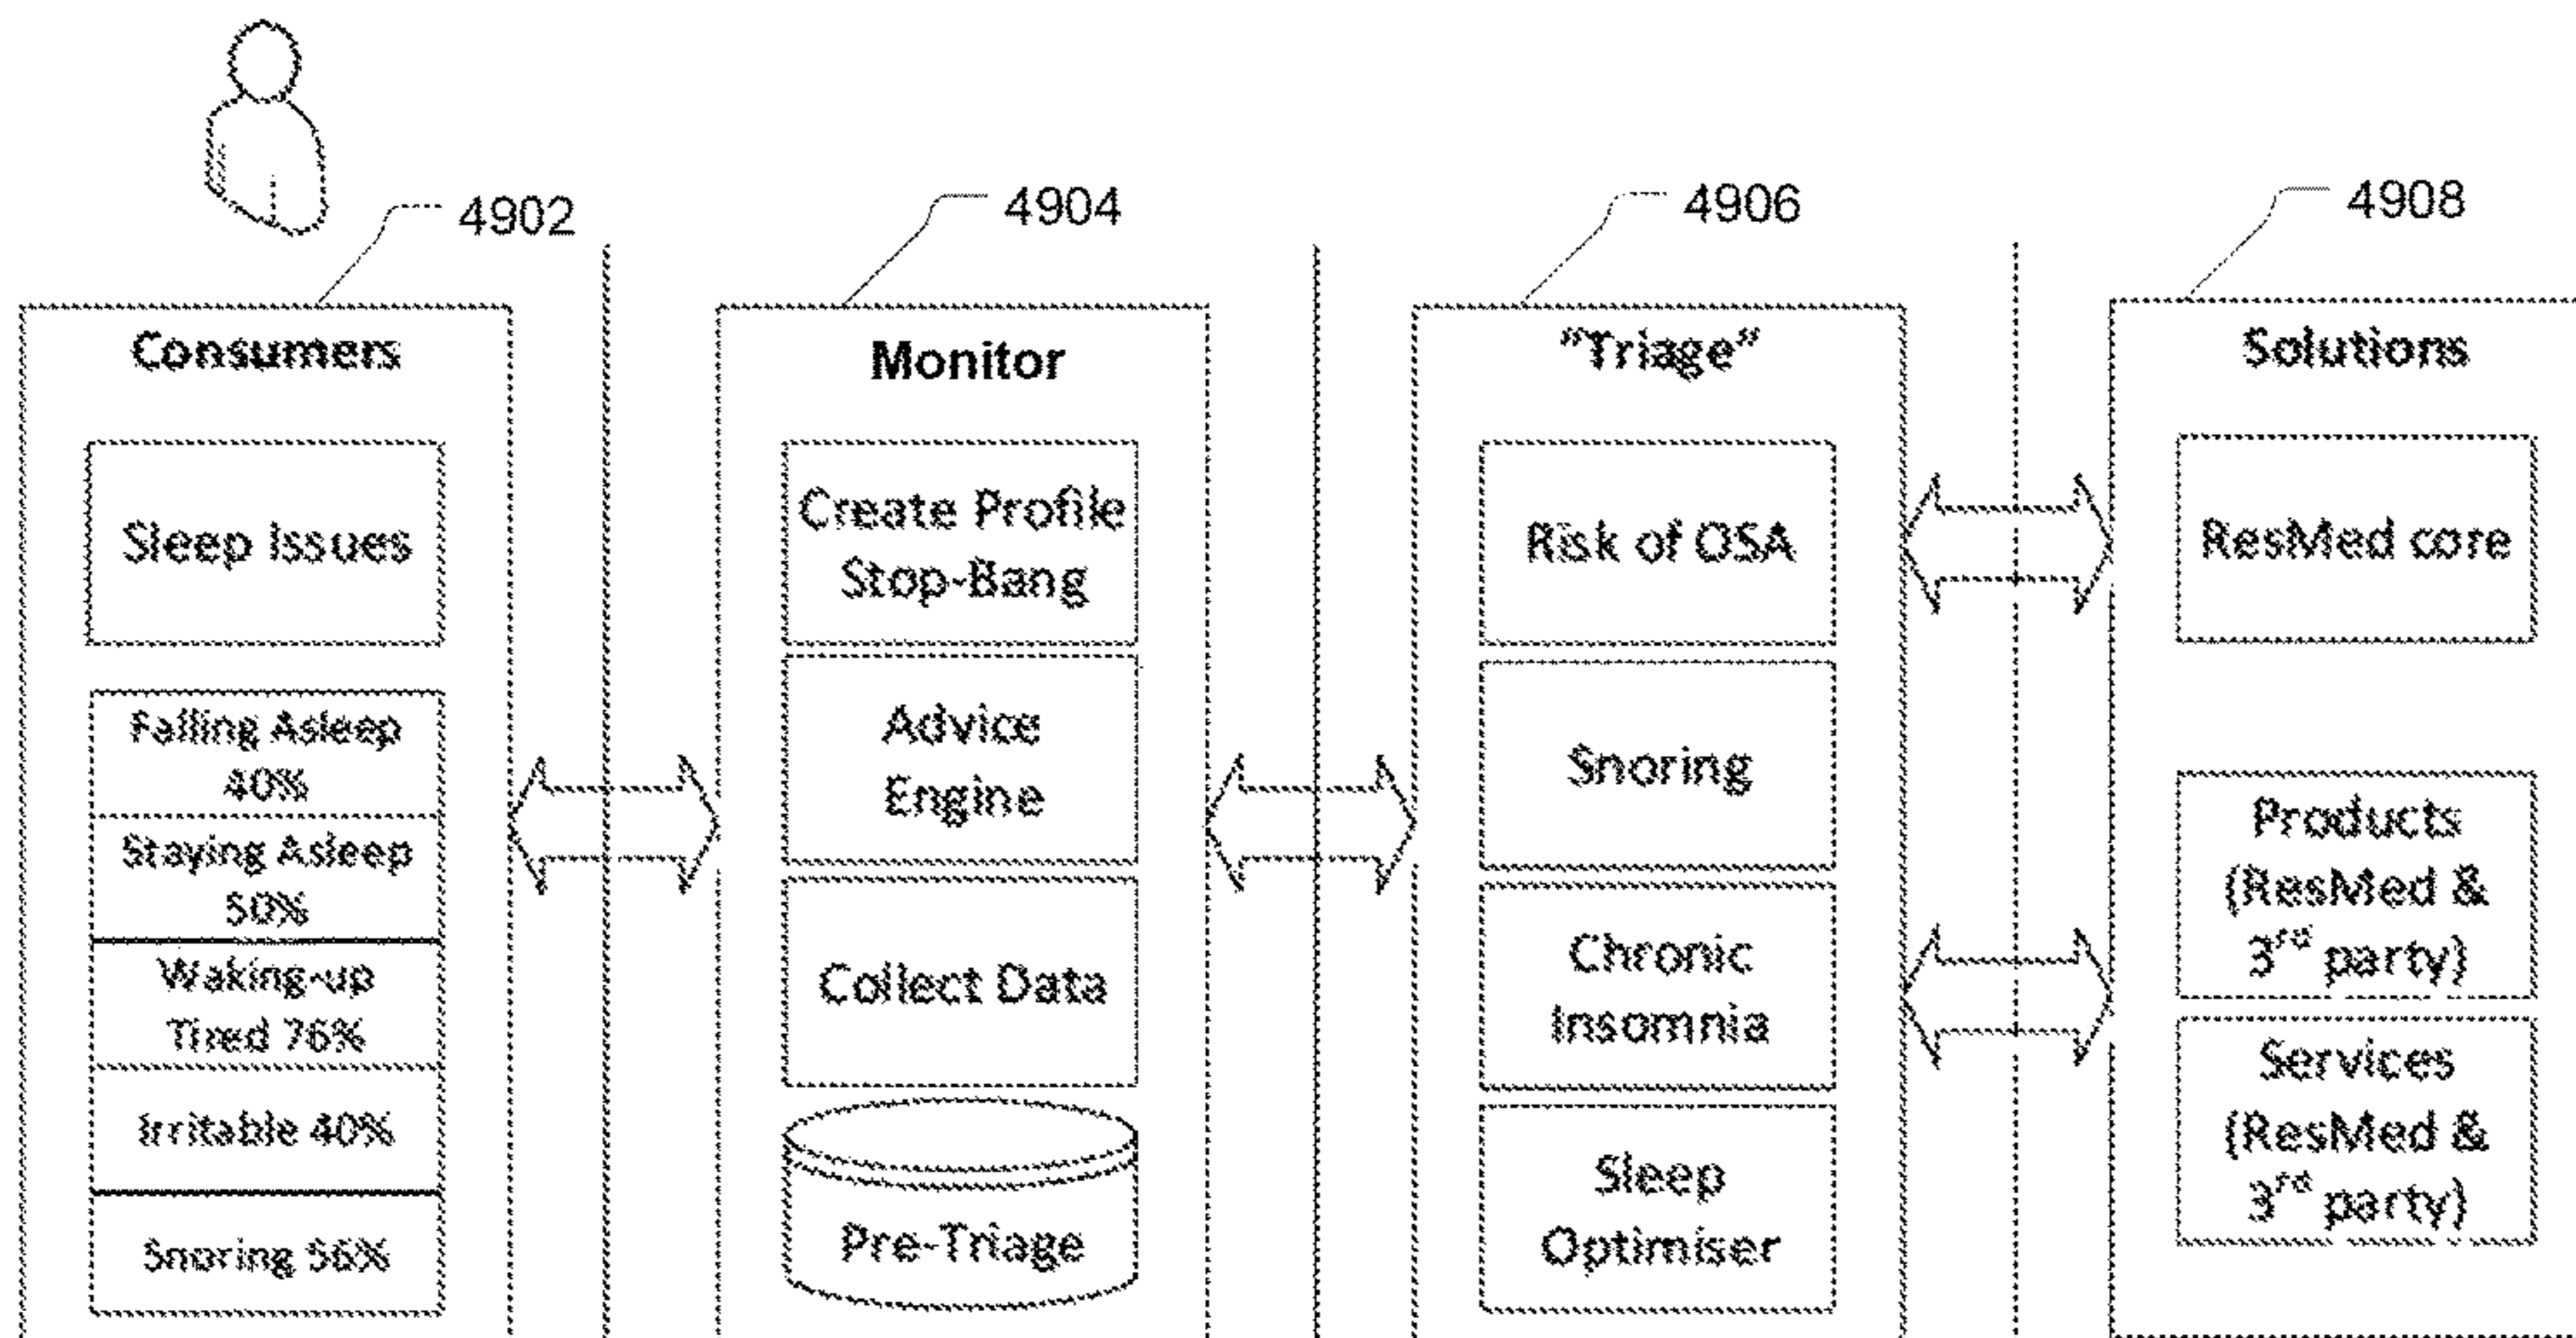 4902
4904
4906
4908
Consumers
Sleep Issues
Falling Asleep
40%
Staying Asleep
50%
Waking-up
Tired 76%
Irritable 40%
Snoring 56%
Monitor
Create Profile
Stop-Bang
Advice
Engine
Collect Data
Pre-Triage
"Triage"
Risk of OSA
Snoring
Chronic
Insomnia
Sleep
Optimiser
Solutions
ResMed core
Products
(ResMed &
3rd party)
Services
(ResMed &
3rd party)